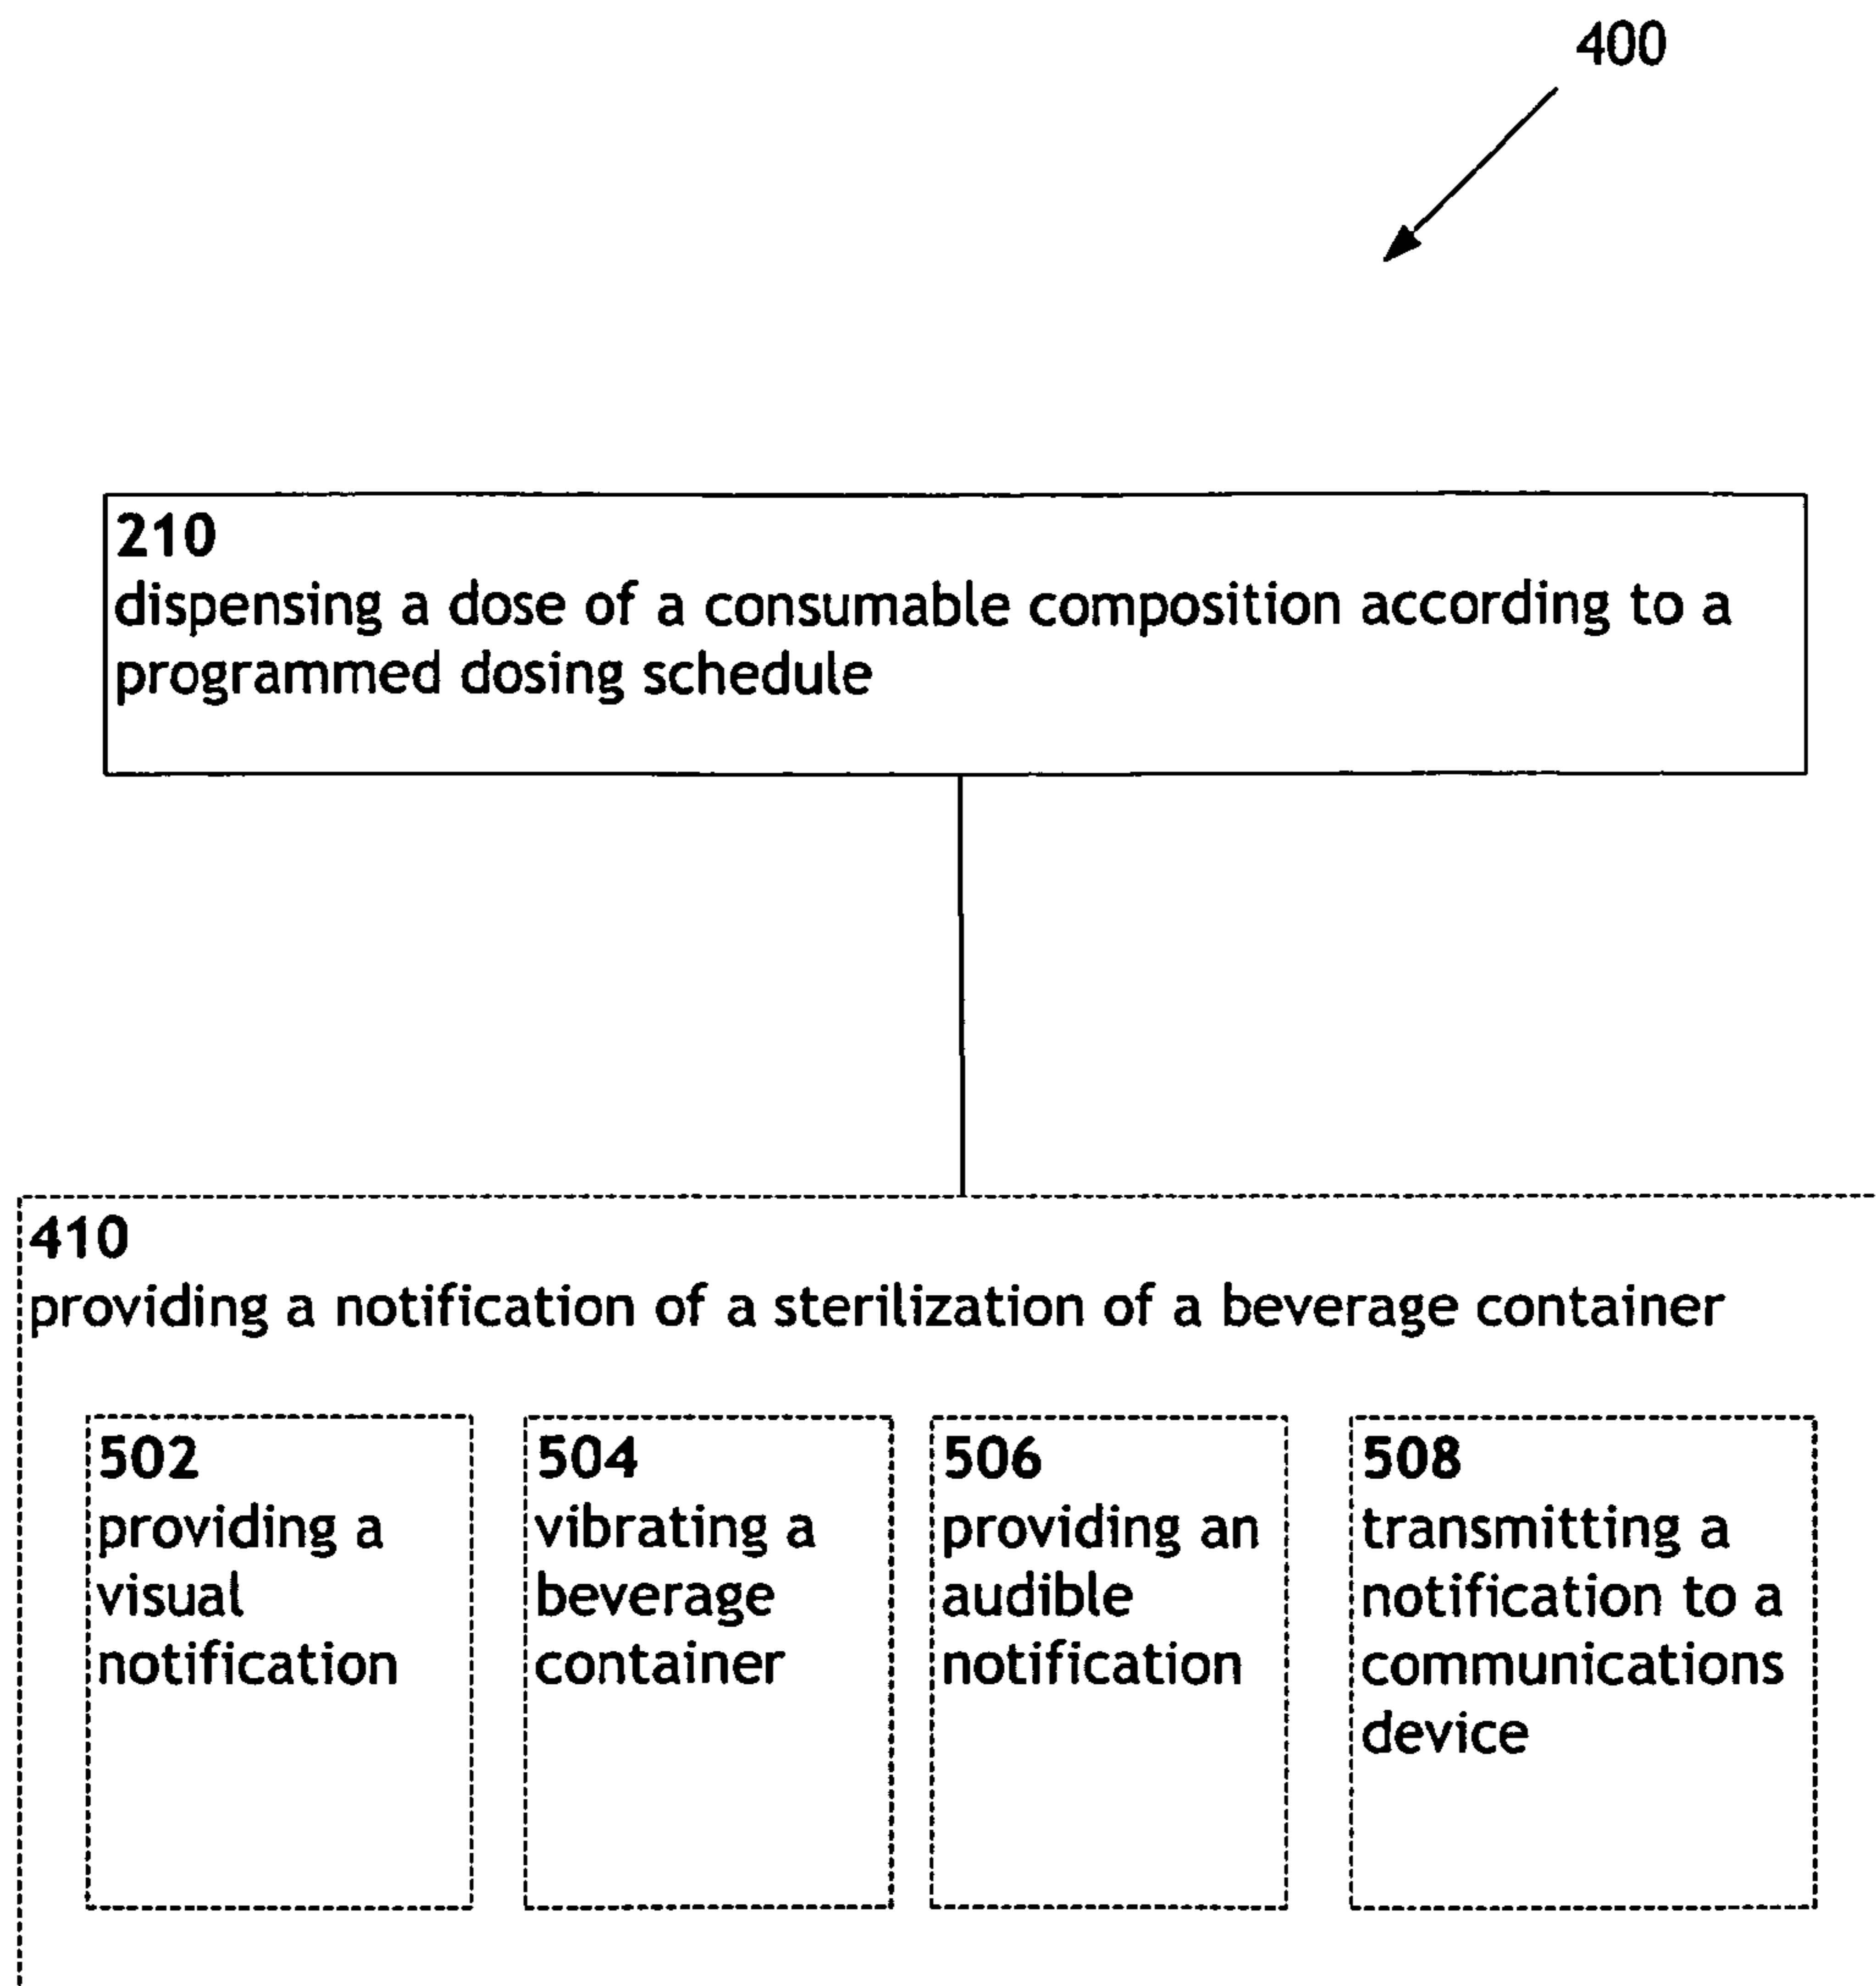 400
210
dispensing a dose of a consumable composition according to a
programmed dosing schedule
410
providing a notification of a sterilization of a beverage container
502
providing a
visual
notification
504
vibrating a
beverage
container
506
providing an
audible
notification
508
transmitting a
notification to a
communications
device